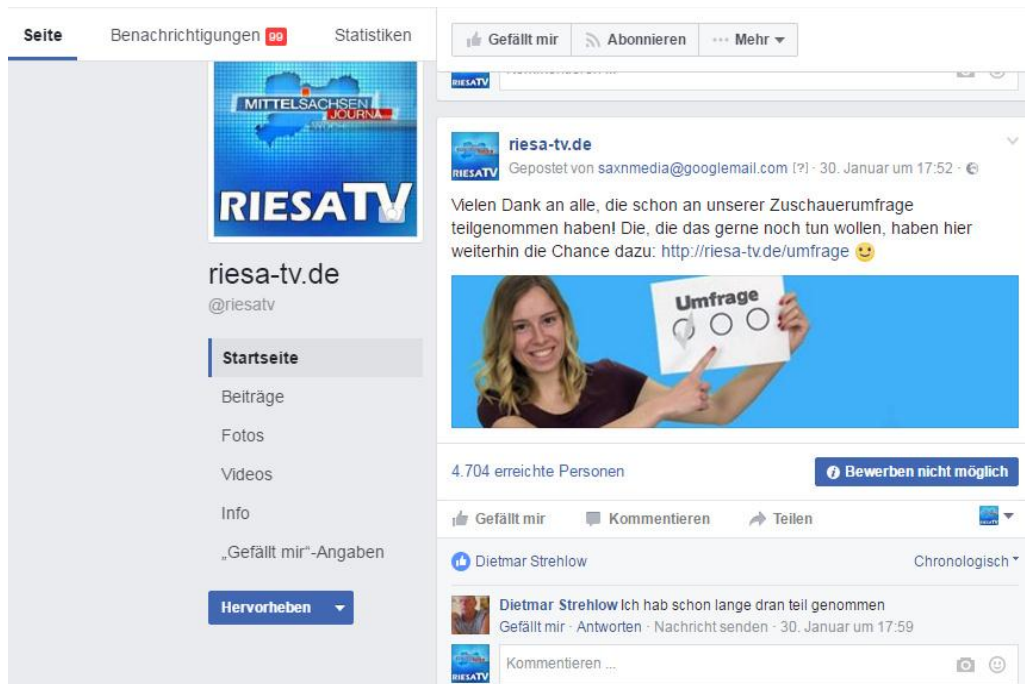 Seite Benachrichtigungen 99 Statistiken
Gefällt mir Abonnieren ··· Mehr
RIESATV
MITTELSACHSEN
JOURNAL
RIESATV
riesa-tv.de
@riesatv
Startseite
Beiträge
Fotos
Videos
Info
„Gefällt mir“-Angaben
Hervorheben
Kommentieren ...
RIESATV
riesa-tv.de
Gepostet von saxnmedia@googlemail.com [?] · 30. Januar um 17:52 ·
Vielen Dank an alle, die schon an unserer Zuschauerumfrage
teilgenommen haben! Die, die das gerne noch tun wollen, haben hier
weiterhin die Chance dazu: http://riesa-tv.de/umfrage
Umfrage
4.704 erreichte Personen Bewerben nicht möglich
Gefällt mir Kommentieren Teilen
Dietmar Strehlow Chronologisch
Dietmar Strehlow Ich hab schon lange dran teil genommen
Gefällt mir · Antworten · Nachricht senden · 30. Januar um 17:59
RIESATV
Kommentieren ...